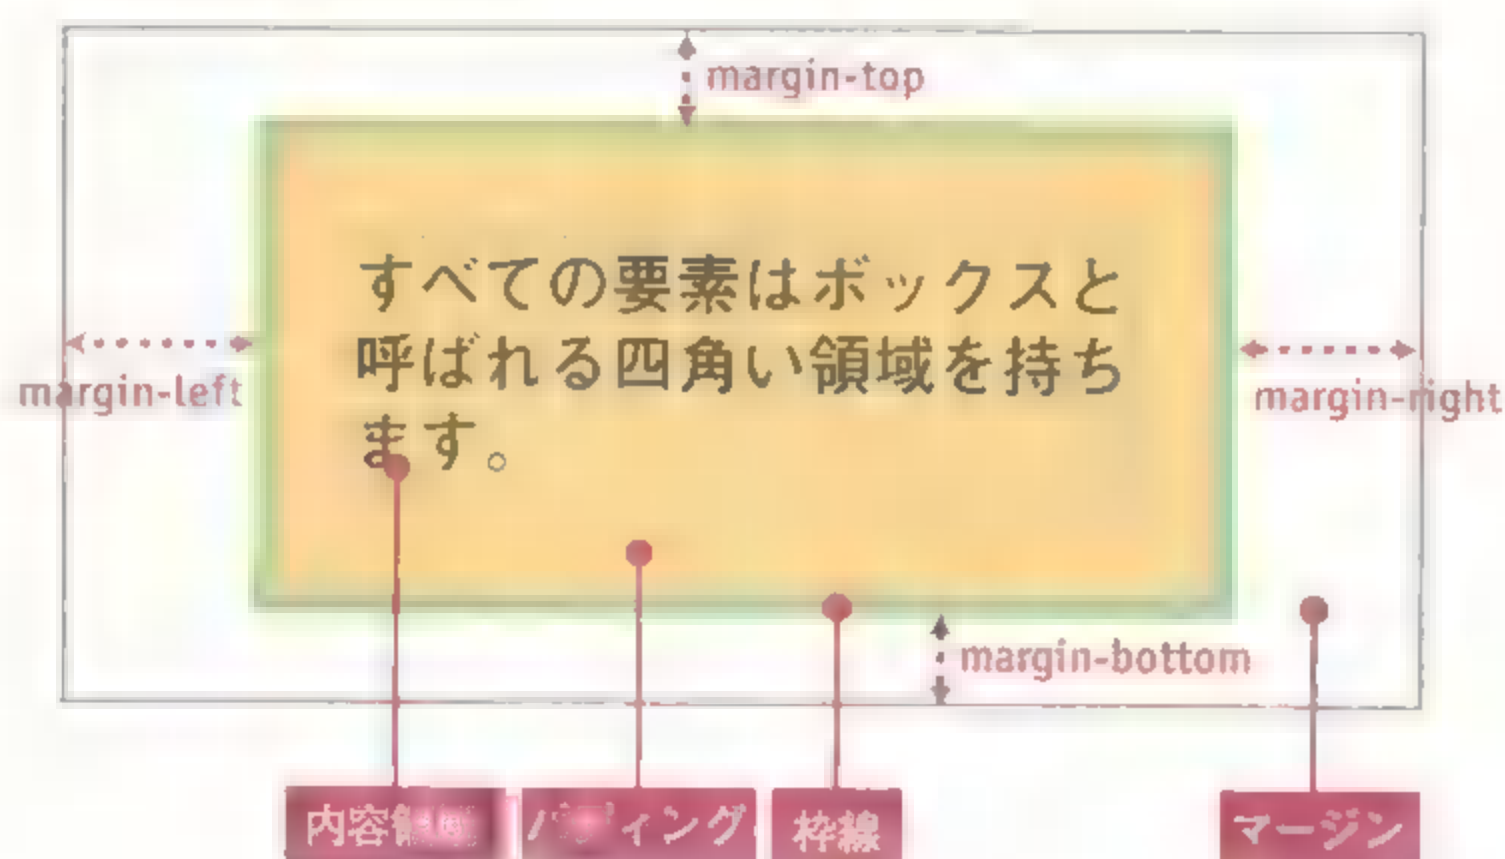 margin-top
すべての要素はボックスと
呼ばれる四角い領域を持ち
ます。
margin-left
margin-right
margin-bottom
内容
枠線
マージン